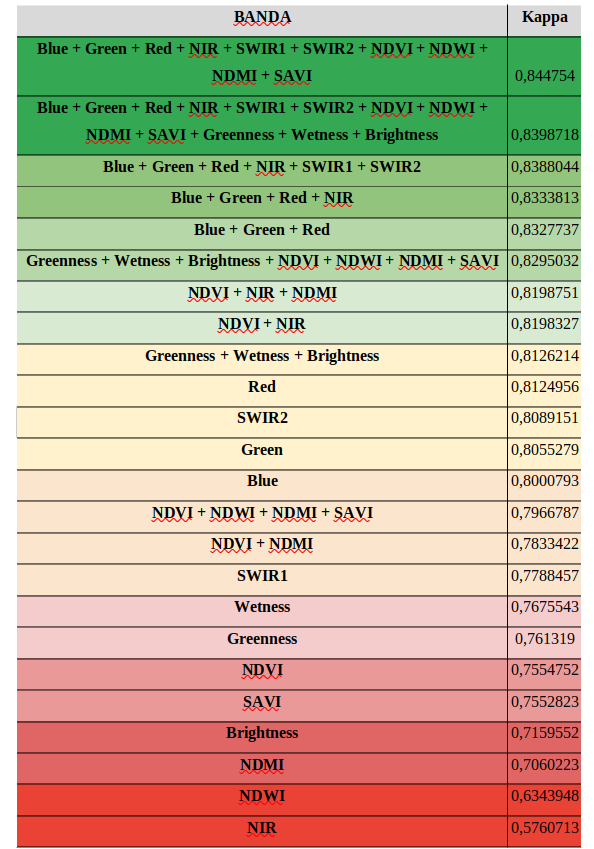 BANDA Kappa
Blue + Green + Red + NIR + SWIR1 + SWIR2 + NDVI + NDWI +
NDMI + SAVI 0,844754
Blue + Green + Red + NIR + SWIR1 + SWIR2 + NDVI + NDWI +
NDMI + SAVI + Greenness + Wetness + Brightness 0,8398718
Blue + Green + Red + NIR + SWIR1 + SWIR2 0,8388044
Blue + Green + Red + NIR 0,8333813
Blue + Green + Red 0,8327737
Greenness + Wetness + Brightness + NDVI + NDWI + NDMI + SAVI 0,8295032
NDVI + NIR + NDMI 0,8198751
NDVI + NIR 0,8198327
Greenness + Wetness + Brightness 0,8126214
Red 0,8124956
SWIR2 0,8089151
Green 0,8055279
Blue 0,8000793
NDVI + NDWI + NDMI + SAVI 0,7966787
NDVI + NDMI 0,7833422
SWIR1 0,7788457
Wetness 0,7675543
Greenness 0,761319
NDVI 0,7554752
SAVI 0,7552823
Brightness 0,7159552
NDMI 0,7060223
NDWI 0,6343948
NIR 0,5760713